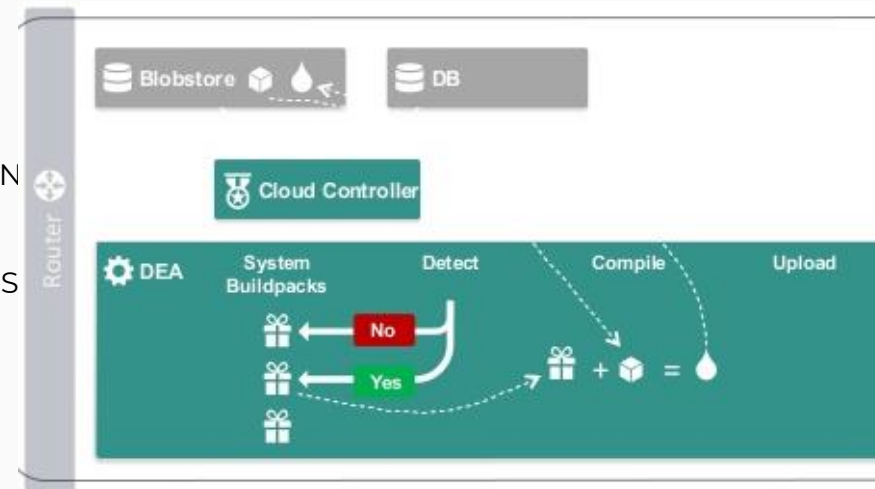 Blobstore
DB
N
Router
Cloud Controller
S
DEA
System
Buildpacks
Detect
Compile
Upload
No
Yes
+
=